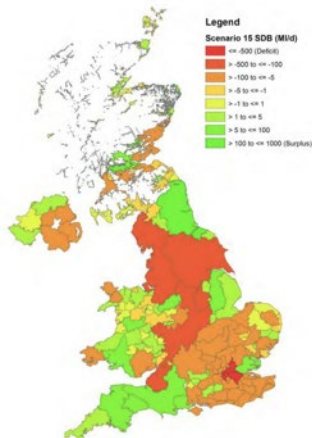 Legend
Scenario 15 SDB (Ml/d)
<= -500 (Deficit)
> -500 to <= -100
> -100 to <= -5
> -5 to <= -1
> -1 to <= 1
> 1 to <= 5
> 5 to <= 100
> 100 to <= 1000 (Surplus)